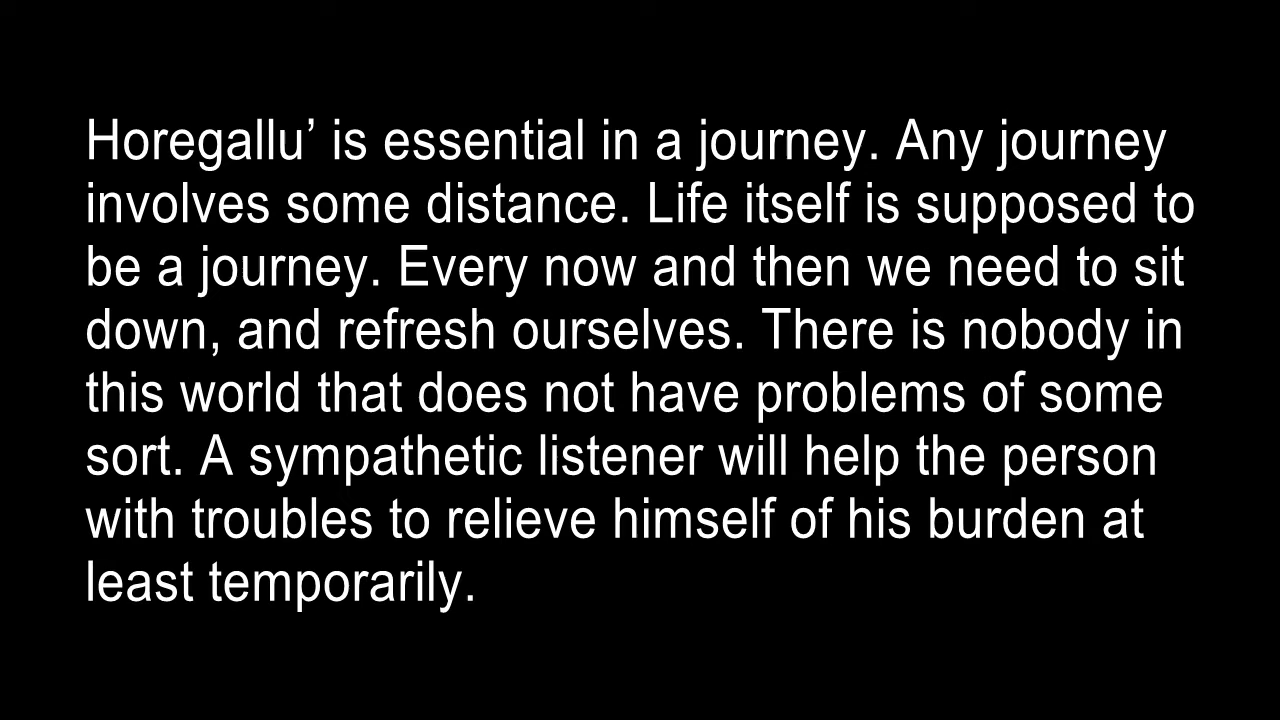 Horegallu’ is essential in a journey. Any journey
involves some distance. Life itself is supposed to
be a journey. Every now and then we need to sit
down, and refresh ourselves. There is nobody in
this world that does not have problems of some
sort. A sympathetic listener will help the person
with troubles to relieve himself of his burden at
least temporarily.